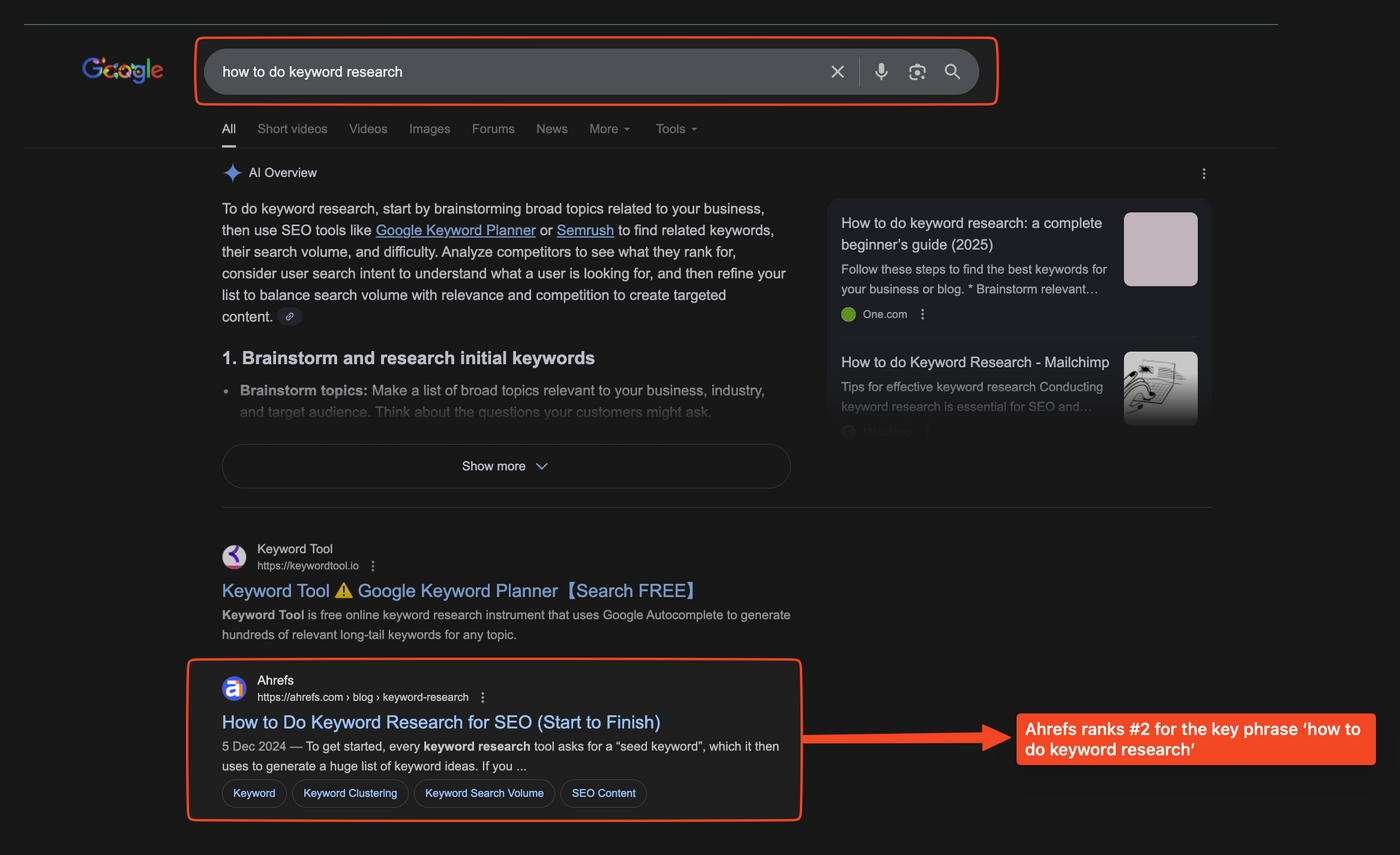 Google
how to do keyword research
All
Short videos
Videos
Images
Forums
News
More
Tools
AI Overview
To do keyword research, start by brainstorming broad topics related to your business,
then use SEO tools like Google Keyword Planner or Semrush to find related keywords,
their search volume, and difficulty. Analyze competitors to see what they rank for,
consider user search intent to understand what a user is looking for, and then refine your
list to balance search volume with relevance and competition to create targeted
content.
1. Brainstorm and research initial keywords
• Brainstorm topics: Make a list of broad topics relevant to your business, industry,
and target audience. Think about the questions your customers might ask.
Show more
How to do keyword research: a complete
beginner's guide (2025)
Follow these steps to find the best keywords for
your business or blog. * Brainstorm relevant…
One.com
How to do Keyword Research - Mailchimp
Tips for effective keyword research Conducting
keyword research is essential for SEO and…
Mailchimp
Keyword Tool
https://keywordtool.io
Keyword Tool ⚠️ Google Keyword Planner【Search FREE】
Keyword Tool is free online keyword research instrument that uses Google Autocomplete to generate
hundreds of relevant long-tail keywords for any topic.
Ahrefs
https://ahrefs.com › blog › keyword-research
How to Do Keyword Research for SEO (Start to Finish)
5 Dec 2024 — To get started, every keyword research tool asks for a “seed keyword”, which it then
uses to generate a huge list of keyword ideas. If you ...
Keyword
Keyword Clustering
Keyword Search Volume
SEO Content
Ahrefs ranks #2 for the key phrase ‘how to
do keyword research’